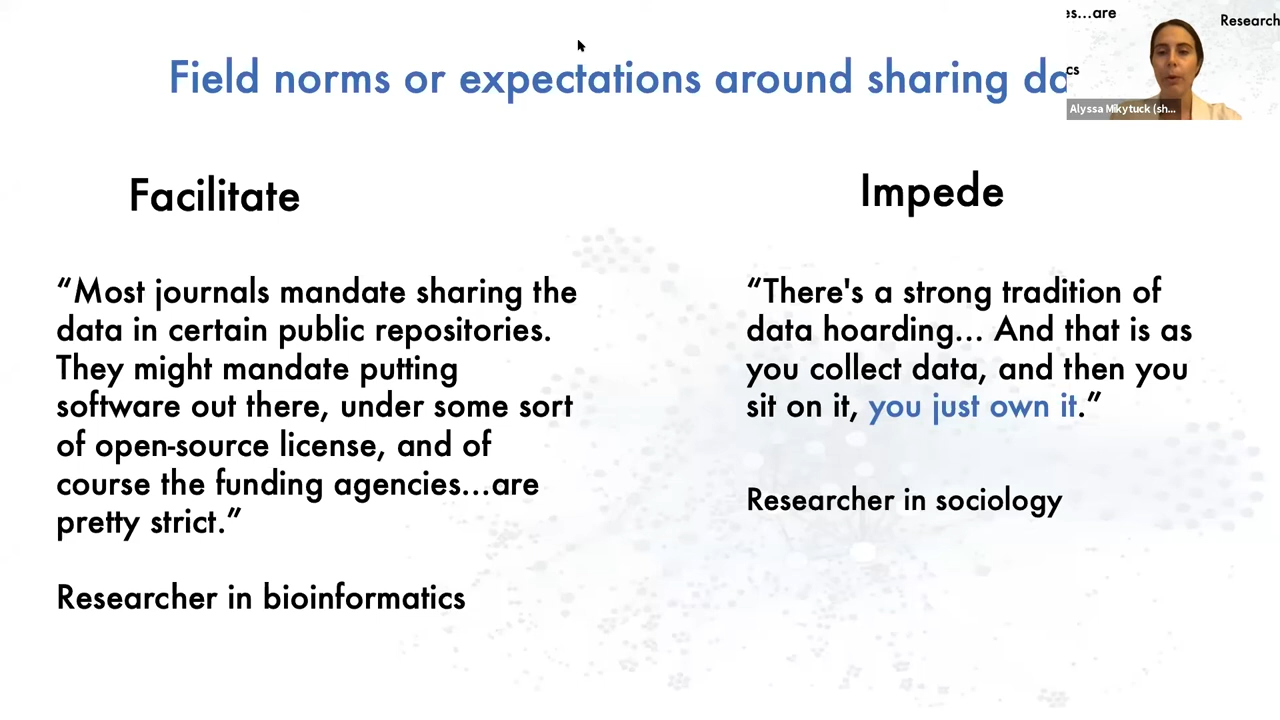 es...are
Research
Field norms or expectations around sharing da
cs
Alyssa Mikytuck (sh...
Facilitate
Impede
“Most journals mandate sharing the
data in certain public repositories.
They might mandate putting
software out there, under some sort
of open-source license, and of
course the funding agencies...are
pretty strict.”
Researcher in bioinformatics
“There's a strong tradition of
data hoarding... And that is as
you collect data, and then you
sit on it, you just own it.”
Researcher in sociology